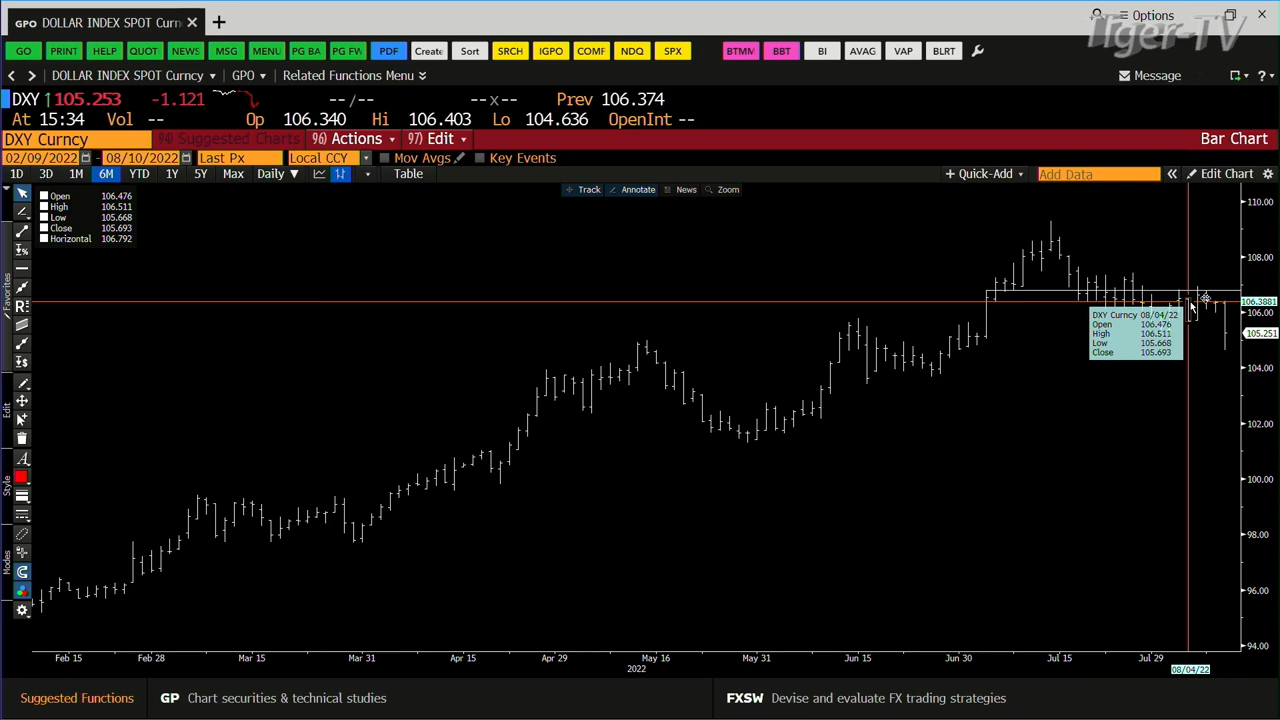 GPO DOLLAR INDEX SPOT Curn × +
Options
Tiger-TV
GO PRINT HELP QUOT NEWS MSG MENU PG BA PG FW PDF Create Sort SRCH IGPO COMF NDQ SPX BTMM BBT BI AVAG VAP BLRT
DOLLAR INDEX SPOT Curncy GPO Related Functions Menu Message
DXY ↑105.253 -1.121 --/-- --x-- Prev 106.374
At 15:34 Vol -- Op 106.340 Hi 106.403 Lo 104.636 OpenInt --
DXY Curncy 94) Suggested Charts 96) Actions 97) Edit Bar Chart
02/09/2022 08/10/2022 Last Px Local CCY Mov Avgs Key Events
1D 3D 1M 6M YTD 1Y 5Y Max Daily ▼ Table + Quick-Add Add Data « Edit Chart
Track Annotate News Zoom
Open 106.476
High 106.511
Low 105.668
Close 105.693
Horizontal 106.792
Favorites
Edit
Style
Modes
110.00
108.00
106.3881
106.00
105.251
104.00
102.00
100.00
98.00
96.00
94.00
DXY Curncy 08/04/22
Open 106.476
High 106.511
Low 105.668
Close 105.693
Feb 15 Feb 28 Mar 15 Mar 31 Apr 15 Apr 29 May 16 May 31 Jun 15 Jun 30 Jul 15 Jul 29
2022
08/04/22
Suggested Functions GP Chart securities & technical studies FXSW Devise and evaluate FX trading strategies